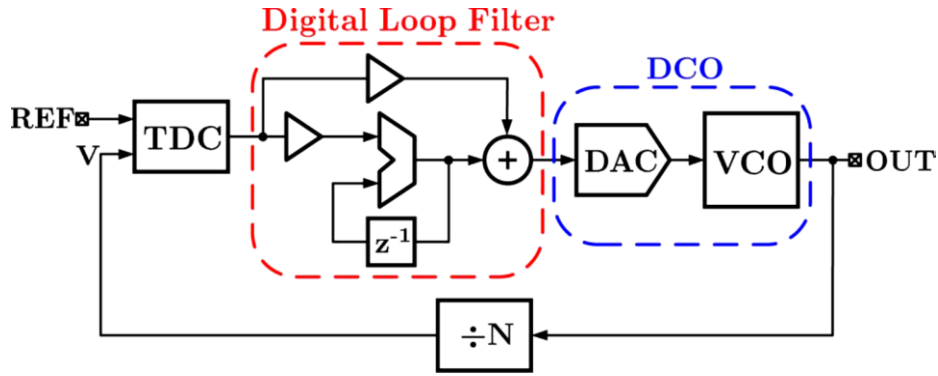 Digital Loop Filter
DCO
REF
TDC
V
+
DAC
VCO
OUT
z⁻¹
÷N